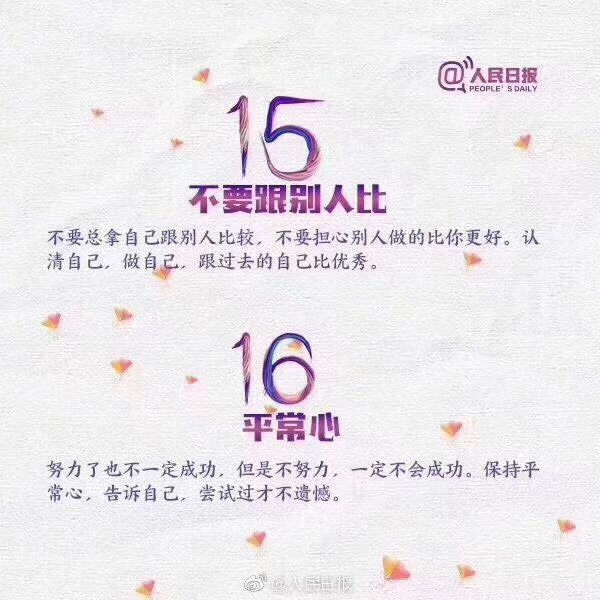 @人民日报
PEOPLE'S DAILY
15
不要跟别人比
不要总拿自己跟别人比较，不要担心别人做的比你更好。认
清自己，做自己，跟过去的自己比优秀。
16
平常心
努力了也不一定成功，但是不努力，一定不会成功。保持平
常心，告诉自己，尝试过才不遗憾。
@人民日报